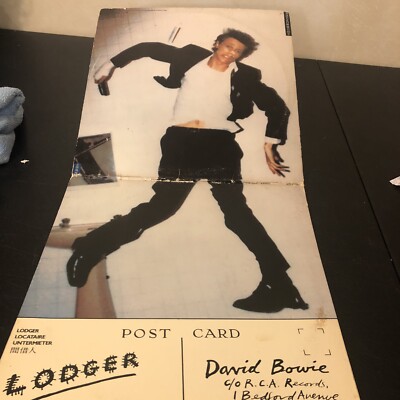 LODGER
LOCATAIRE
UNTERMIETER
間借人
POST CARD
LODGER
David Bowie
c/o R.C.A. Records,
1 Bedford Avenue